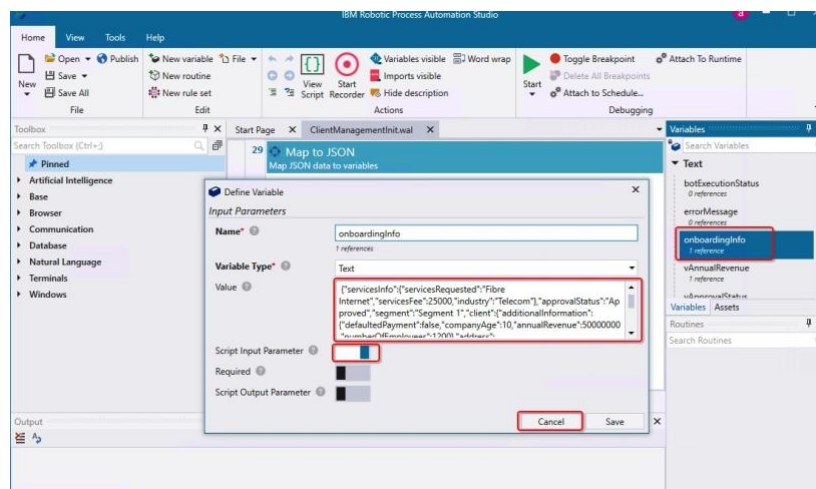 IBM Robotic Process Automation Studio
Home View Tools Help
New
Open
Publish
Save
Save All
File
New variable
File
New routine
New rule set
Edit
View Script
Start Recorder
Variables visible
Word wrap
Imports visible
Hide description
Actions
Start
Toggle Breakpoint
Attach To Runtime
Delete All Breakpoints
Attach to Schedule...
Debugging
Toolbox
Search Toolbox (Ctrl+;)
Pinned
Artificial Intelligence
Base
Browser
Communication
Database
Natural Language
Terminals
Windows
Start Page
ClientManagementInit.wal
29 Map to JSON
Map JSON data to variables
Define Variable
Input Parameters
Name*
onboardingInfo
1 references
Variable Type*
Text
Value
{"servicesInfo":{"servicesRequested":"Fibre
Internet","servicesFee":25000,"industry":"Telecom"},"approvalStatus":"Ap
proved","segment":"Segment 1","client":{"additionalInformation":
{"defaultedPayment":false,"companyAge":10,"annualRevenue":50000000
,"numberOfEmployees":1200},"address":
Script Input Parameter
Required
Script Output Parameter
Cancel Save
Variables
Search Variables
Text
botExecutionStatus
0 references
errorMessage
0 references
onboardingInfo
1 reference
vAnnualRevenue
1 reference
vApprovalStatus
Variables Assets
Routines
Search Routines
Output